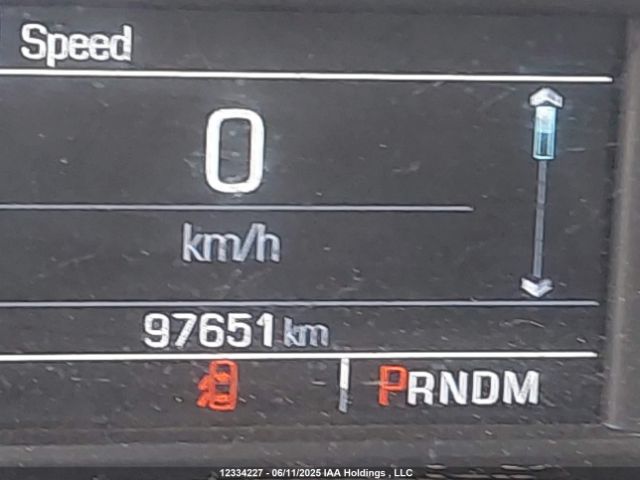 Speed
0
km/h
97651 km
PRNDM
12334227 - 06/11/2025 IAA Holdings , LLC